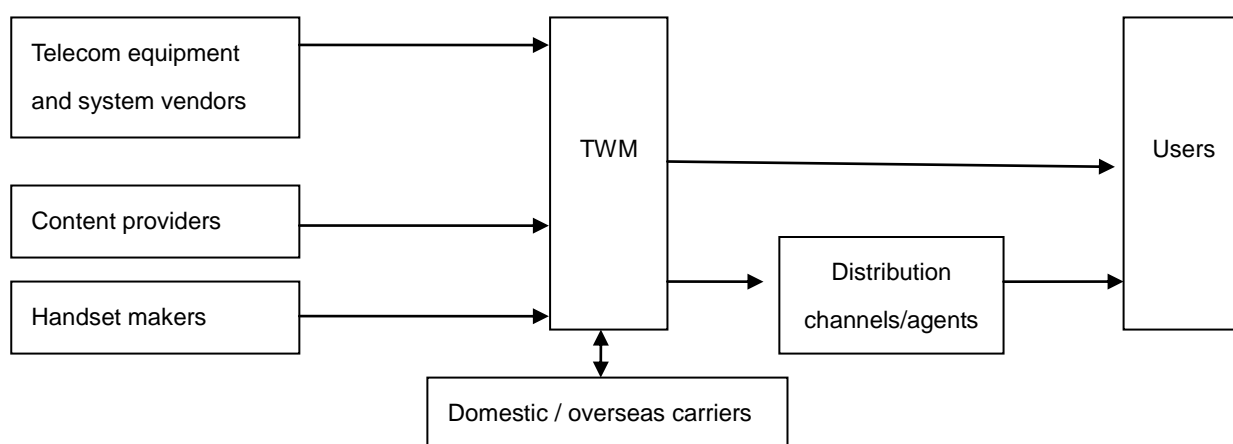 Telecom equipment
and system vendors
TWM
Users
Content providers
Distribution
channels/agents
Handset makers
Domestic / overseas carriers